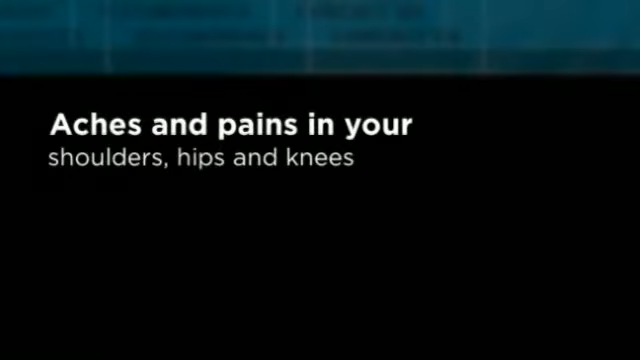 Aches and pains in your
shoulders, hips and knees